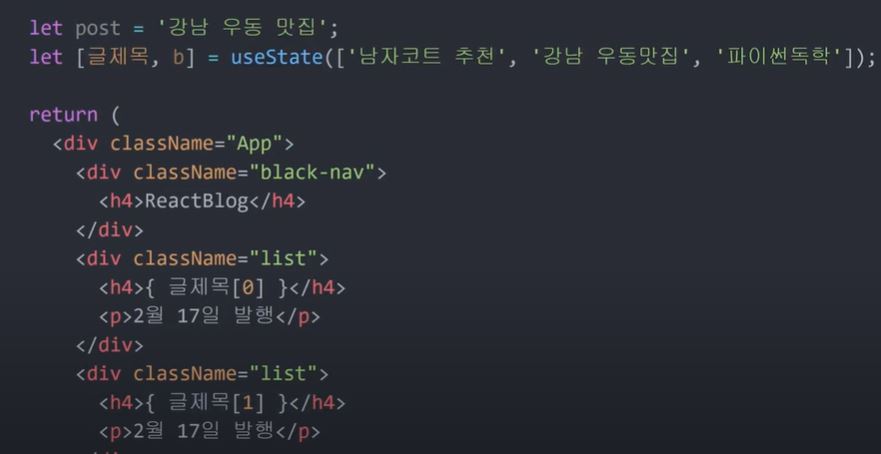 let post = '강남 우동 맛집';
let [글제목, b] = useState(['남자코트 추천', '강남 우동맛집', '파이썬독학']);
return (
<div className="App">
<div className="black-nav">
<h4>ReactBlog</h4>
</div>
<div className="list">
<h4>{ 글제목[0] }</h4>
<p>2월 17일 발행</p>
</div>
<div className="list">
<h4>{ 글제목[1] }</h4>
<p>2월 17일 발행</p>